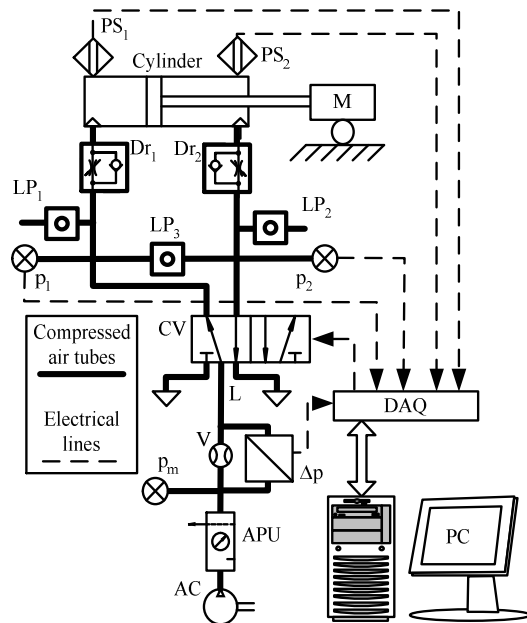 PS1
PS2
Cylinder
M
Dr1
Dr2
LP1
LP3
LP2
p1
p2
CV
Compressed
air tubes
Electrical
lines
L
DAQ
V
Δp
pm
APU
PC
AC